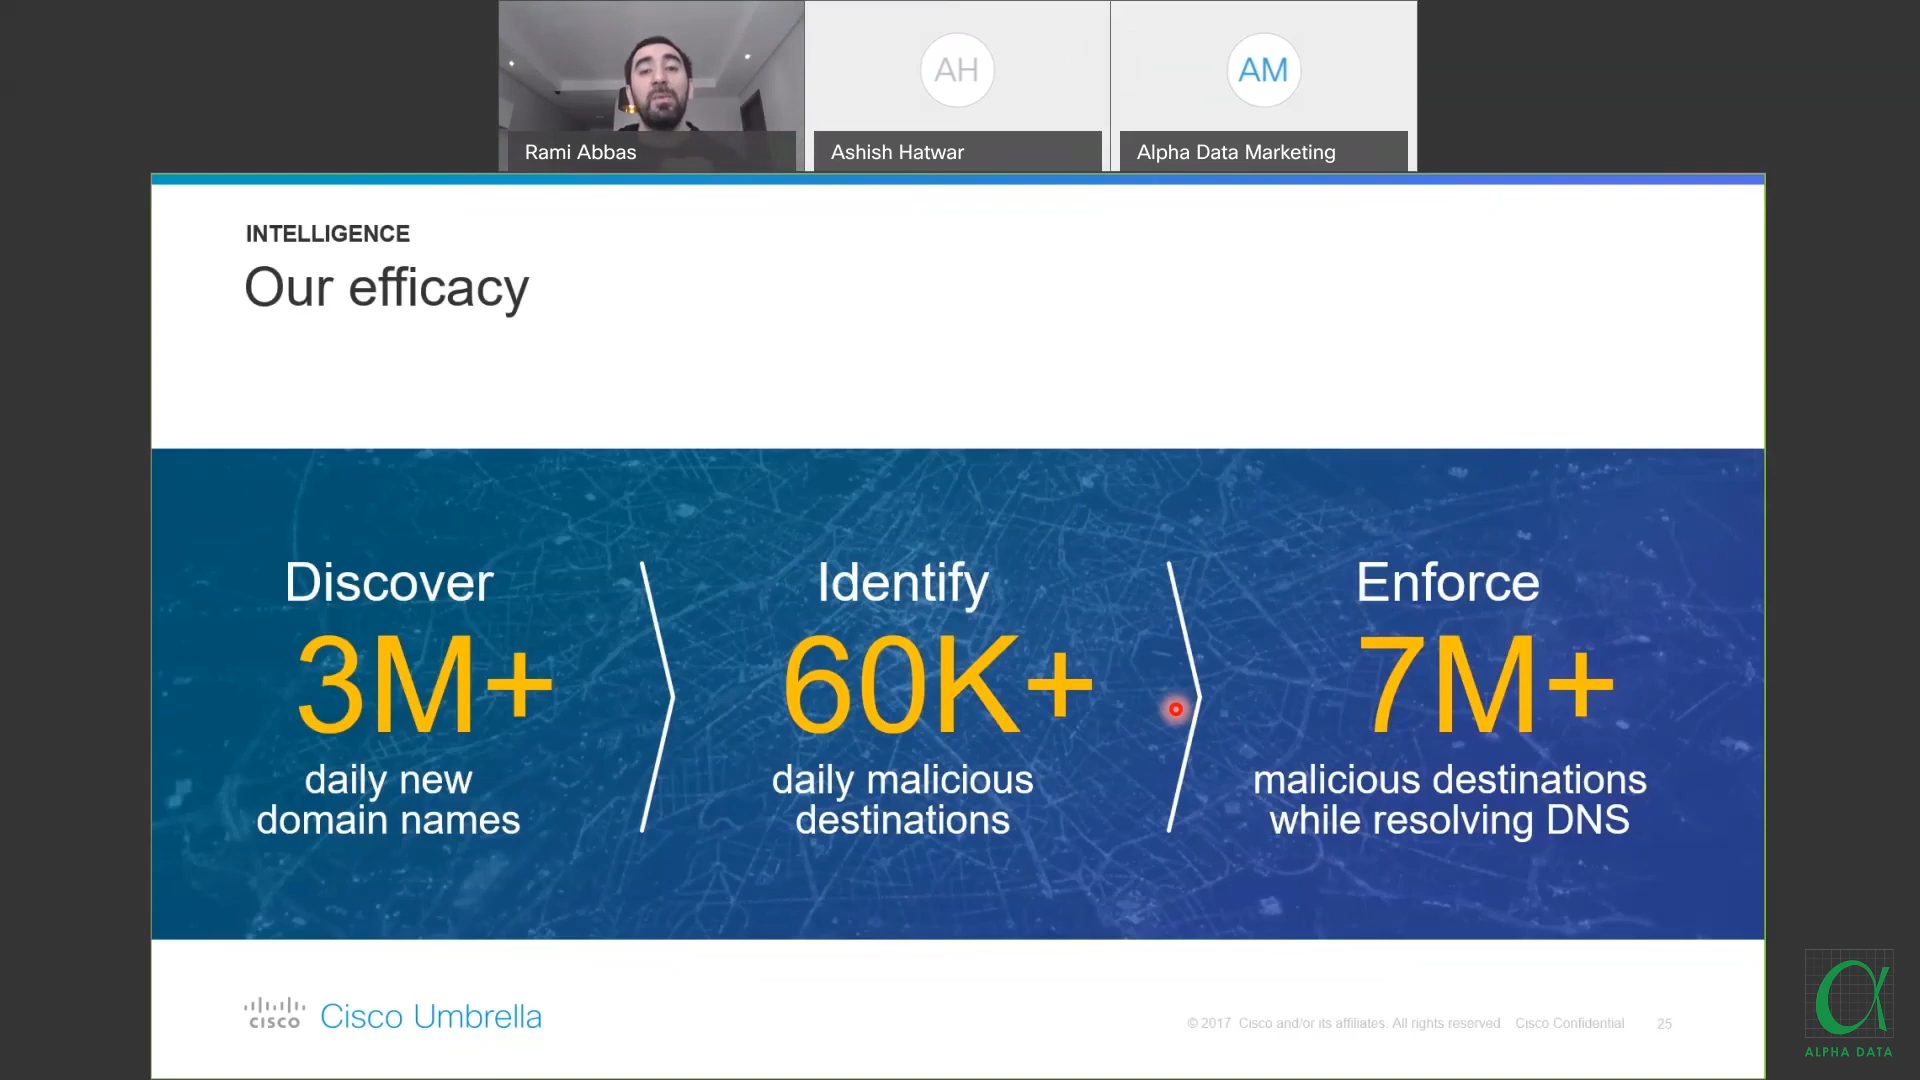 AH
AM
Rami Abbas
Ashish Hatwar
Alpha Data Marketing
INTELLIGENCE
Our efficacy
Discover
3M+
daily new
domain names
Identify
60K+
daily malicious
destinations
Enforce
7M+
malicious destinations
while resolving DNS
CISCO
Cisco Umbrella
© 2017 Cisco and/or its affiliates. All rights reserved Cisco Confidential 25
ALPHA DATA